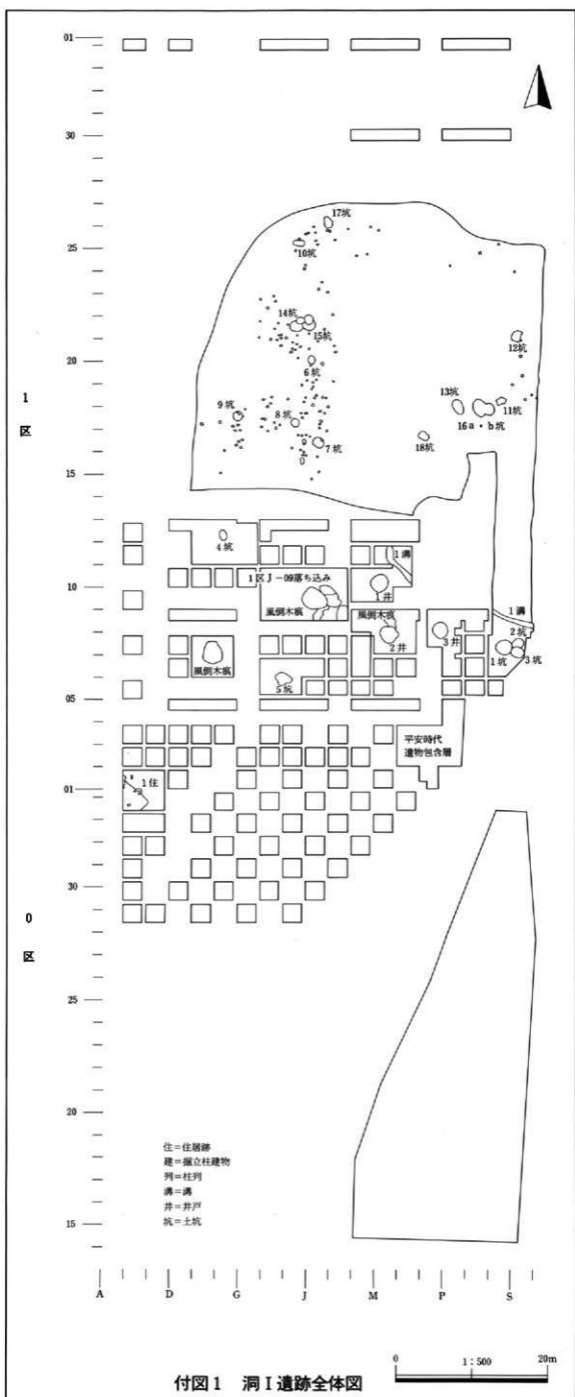 01
30
17坑
25
10坑
14坑
15坑
12坑
20
6坑
1
区
9坑
8坑
13坑
11坑
16a・b坑
7坑
18坑
15
4坑
1溝
1区J-09落ち込み
10
1井
風倒木痕
風倒木痕
1溝
2坑
2井
3井
1坑
3坑
風倒木痕
5坑
05
平安時代
遺物包含層
01
1住
30
0
区
25
20
住=住居跡
建=掘立柱建物
列=柱列
溝=溝
井=井戸
坑=土坑
15
A D G J M P S
0 1:500 20m
付図1 洞I遺跡全体図